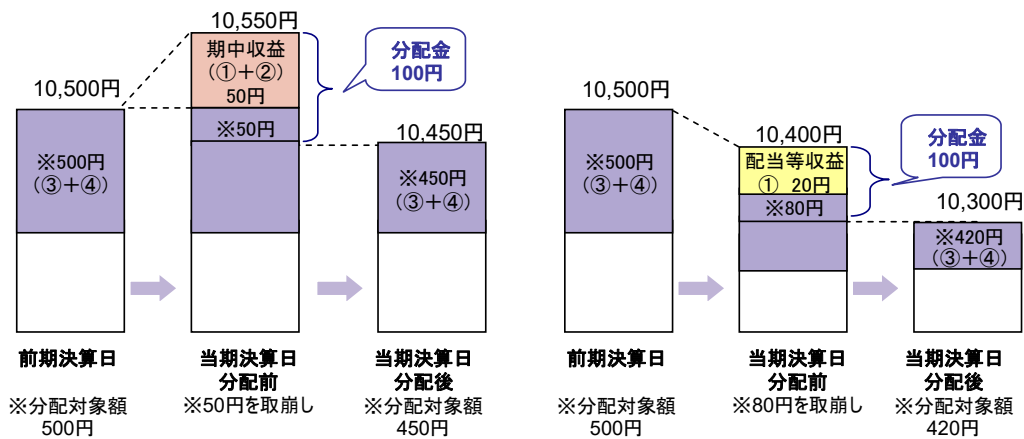 10,500円
※500円
(③+④)
前期決算日
※分配対象額
500円
10,550円
期中収益
(①+②)
50円
※50円
分配金
100円
当期決算日
分配前
※50円を取崩し
10,450円
※450円
(③+④)
当期決算日
分配後
※分配対象額
450円
10,500円
※500円
(③+④)
前期決算日
※分配対象額
500円
10,400円
配当等収益
① 20円
※80円
分配金
100円
当期決算日
分配前
※80円を取崩し
10,300円
※420円
(③+④)
当期決算日
分配後
※分配対象額
420円